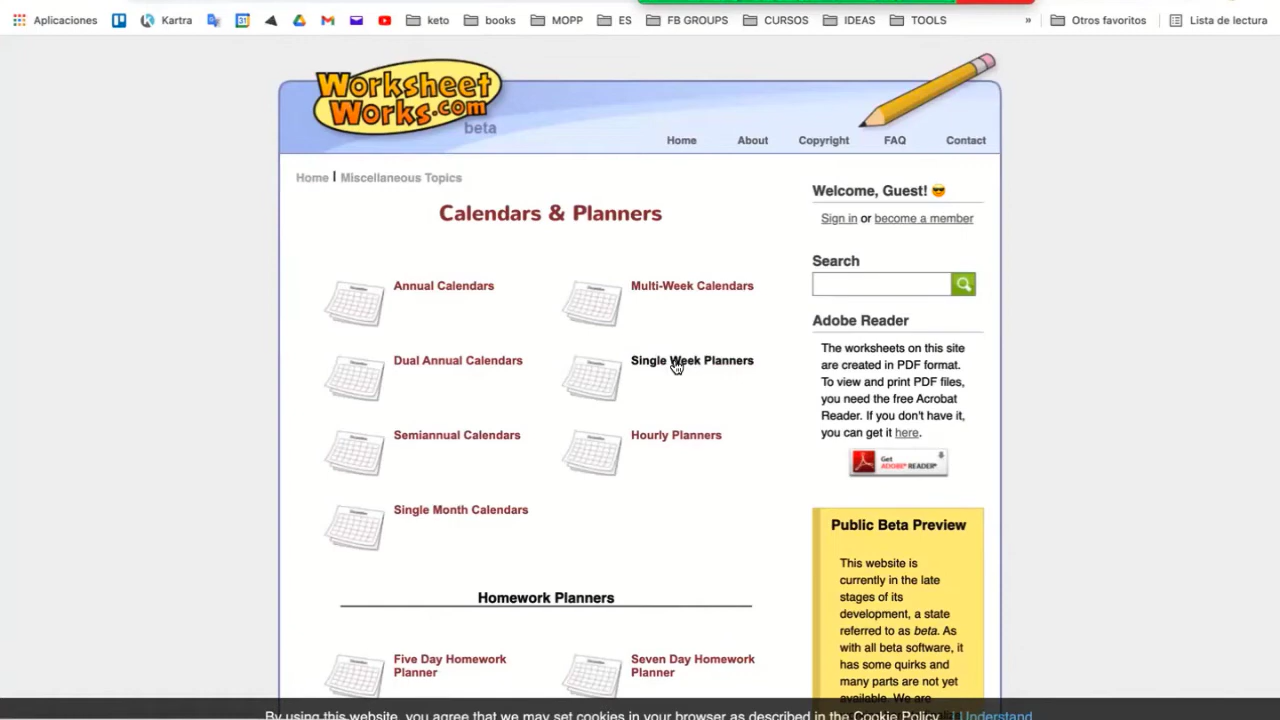 Aplicaciones Kartra keto books MOPP ES FB GROUPS CURSOS IDEAS TOOLS » Otros favoritos Lista de lectura
Worksheet
Works.com
beta
Home About Copyright FAQ Contact
Home | Miscellaneous Topics
Calendars & Planners
Annual Calendars
Multi-Week Calendars
Dual Annual Calendars
Single Week Planners
Semiannual Calendars
Hourly Planners
Single Month Calendars
Homework Planners
Five Day Homework
Planner
Seven Day Homework
Planner
Welcome, Guest! 😎
Sign in or become a member
Search
Adobe Reader
The worksheets on this site
are created in PDF format.
To view and print PDF files,
you need the free Acrobat
Reader. If you don't have it,
you can get it here.
Get
ADOBE® READER®
Public Beta Preview
This website is
currently in the late
stages of its
development, a state
referred to as beta. As
with all beta software, it
has some quirks and
many parts are not yet
available. We are
By using this website, you agree that we may set cookies in your browser as described in the Cookie Policy. I Understand